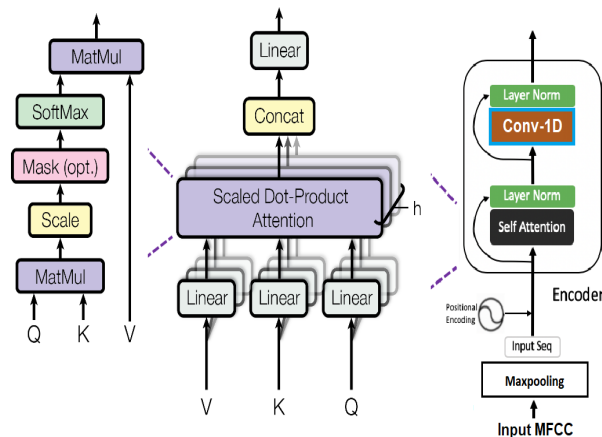 MatMul
SoftMax
Mask (opt.)
Scale
MatMul
Q K V
Linear
Concat
Scaled Dot-Product
Attention
h
Linear Linear Linear
V K Q
Layer Norm
Conv-1D
Layer Norm
Self Attention
Encoder
Positional
Encoding
Input Seq
Maxpooling
Input MFCC